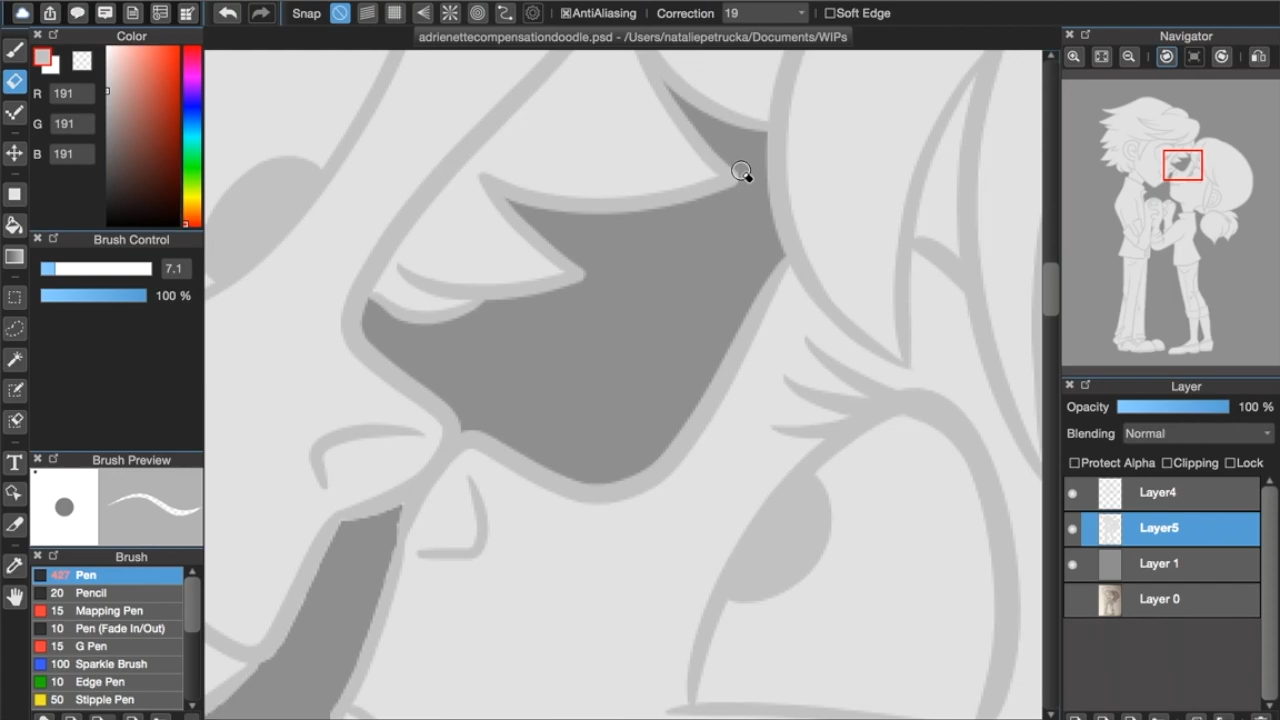 Snap
AntiAliasing
Correction 19
Soft Edge
adrienettecompensationdoodle.psd - /Users/nataliepetrucka/Documents/WIPs
Color
R 191
G 191
B 191
Brush Control
7.1
100 %
Brush Preview
Brush
427 Pen
20 Pencil
15 Mapping Pen
10 Pen (Fade In/Out)
15 G Pen
100 Sparkle Brush
10 Edge Pen
50 Stipple Pen
T
Navigator
Layer
Opacity 100 %
Blending Normal
Protect Alpha Clipping Lock
Layer4
Layer5
Layer 1
Layer 0